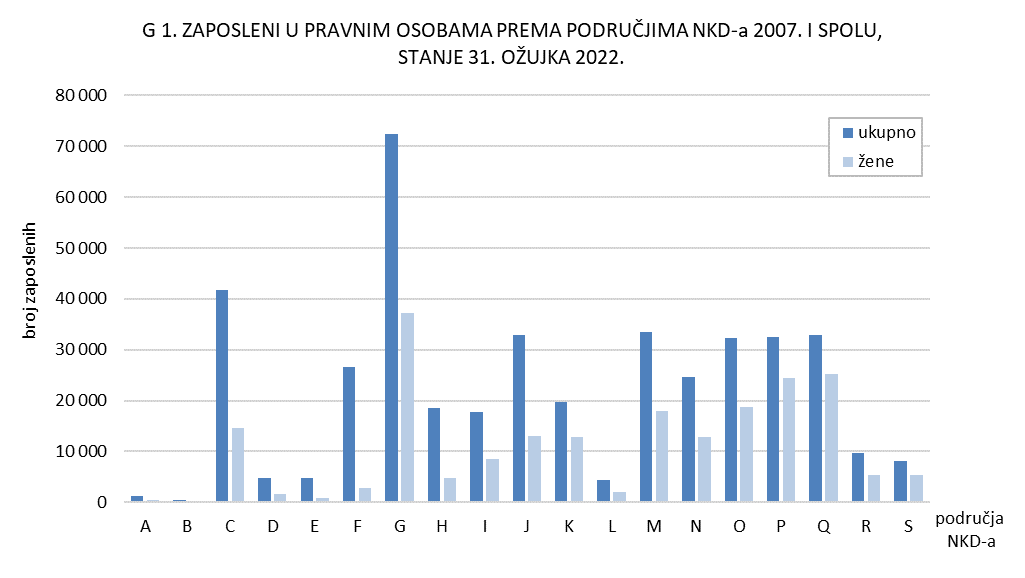 G 1. ZAPOSLENI U PRAVNIM OSOBAMA PREMA PODRUČJIMA NKD-a 2007. I SPOLU,
STANJE 31. OŽUJKA 2022.
80 000
70 000
60 000
50 000
40 000
30 000
20 000
10 000
0
broj zaposlenih
ukupno
žene
A B C D E F G H I J K L M N O P Q R S
područja
NKD-a